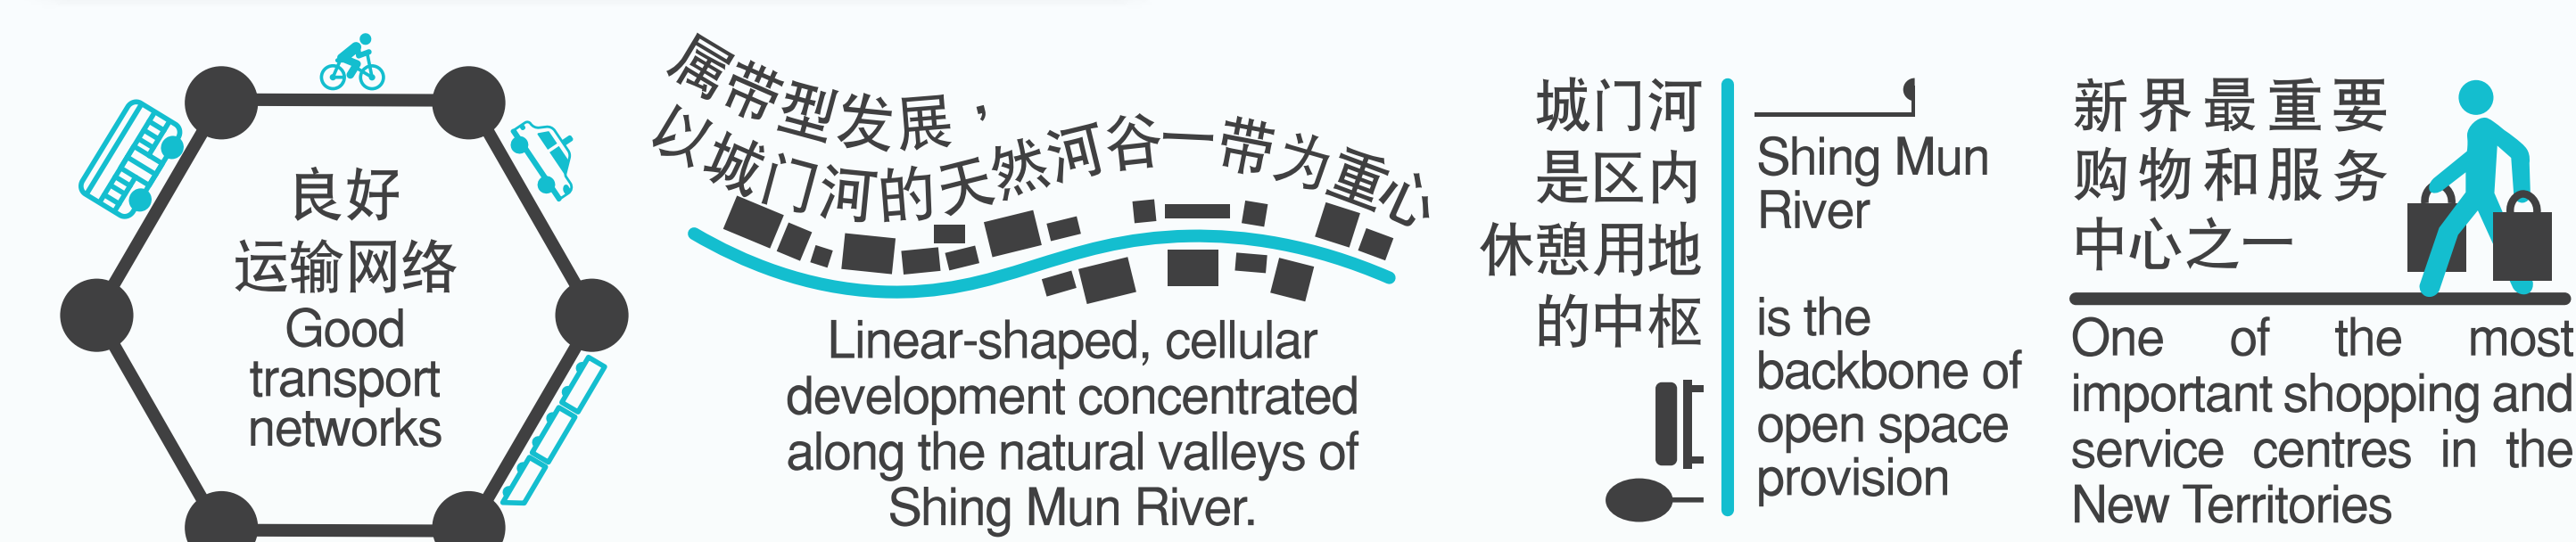 良好
运输网络
Good
transport
networks
属带型发展，
以城门河的天然河谷一带为重心
Linear-shaped, cellular
development concentrated
along the natural valleys of
Shing Mun River.
城门河
是区内
休憩用地
的中枢
Shing Mun
River
is the
backbone of
open space
provision
新界最重要
购物和服务
中心之一
One of the most
important shopping and
service centres in the
New Territories